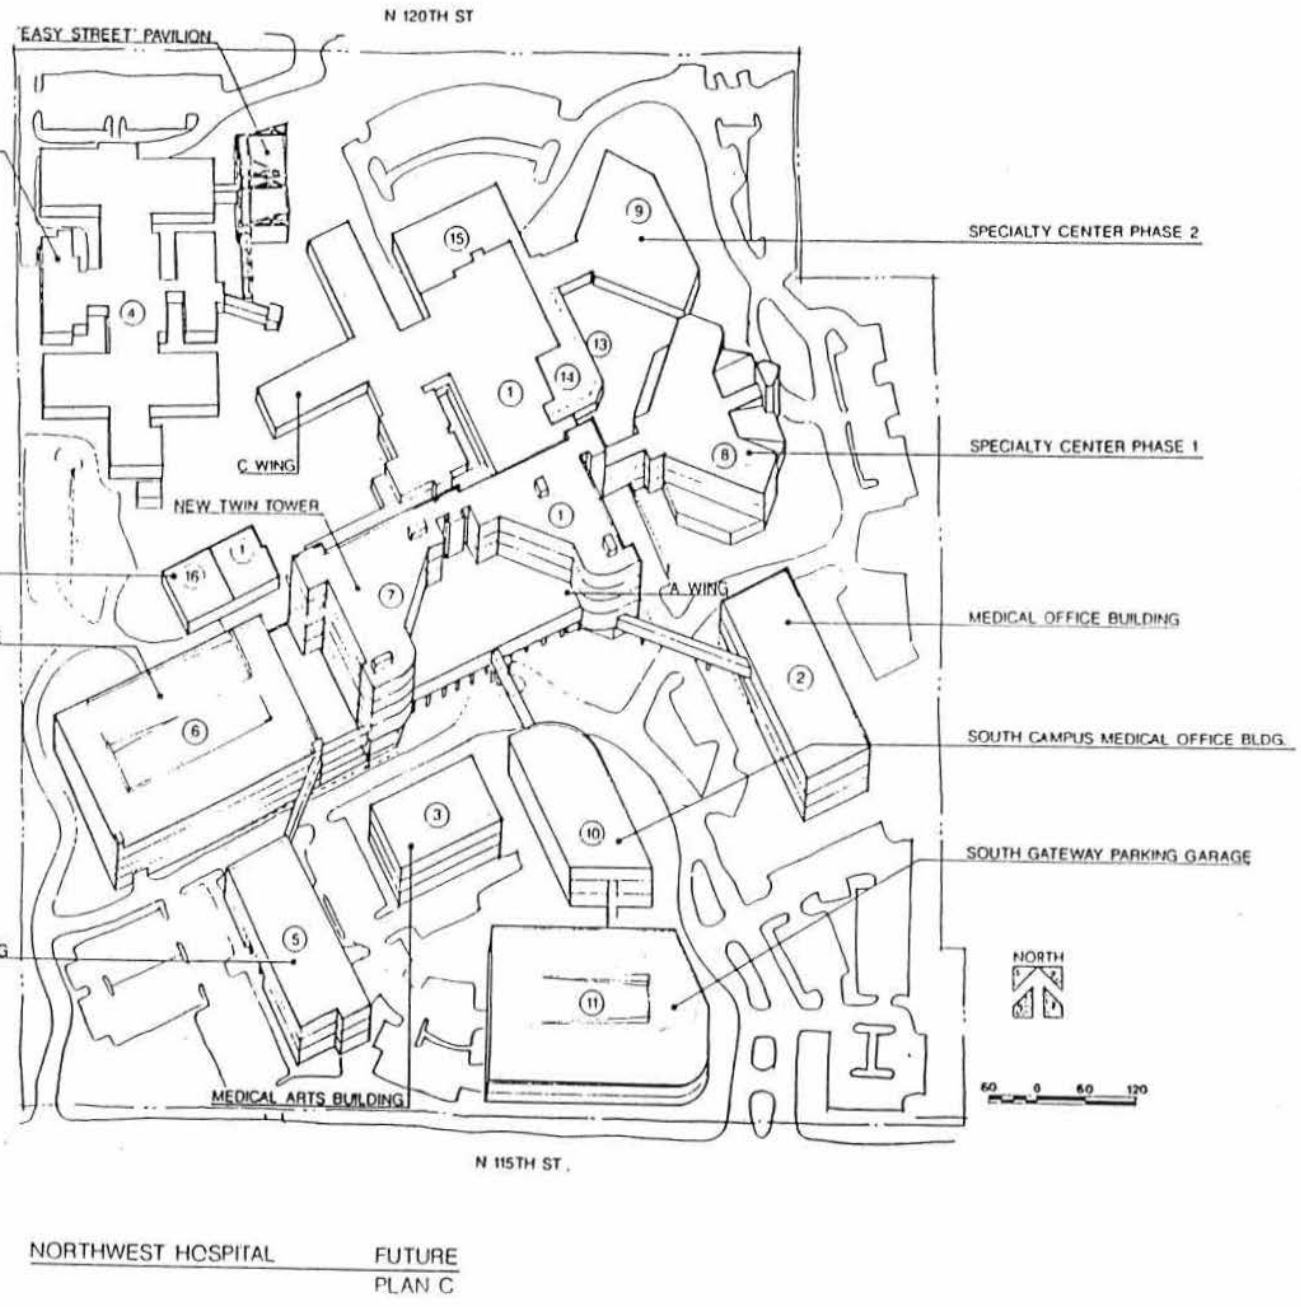 N 120TH ST
'EASY STREET' PAVILION
9
SPECIALTY CENTER PHASE 2
15
4
13
14
1
SPECIALTY CENTER PHASE 1
8
C WING
NEW TWIN TOWER
1
1
16
7
A WING
MEDICAL OFFICE BUILDING
2
6
SOUTH CAMPUS MEDICAL OFFICE BLDG.
3
10
SOUTH GATEWAY PARKING GARAGE
5
G
NORTH
11
60 0 60 120
MEDICAL ARTS BUILDING
N 115TH ST.
NORTHWEST HOSPITAL FUTURE
PLAN C